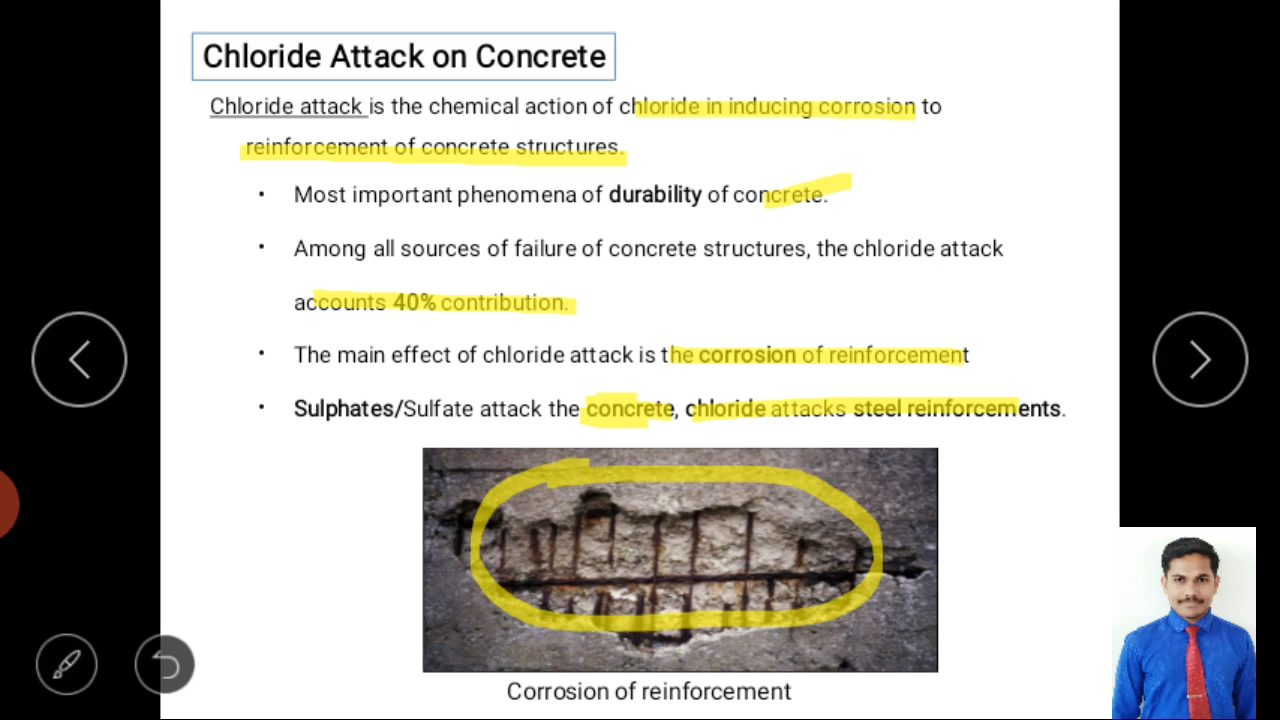 Chloride Attack on Concrete
Chloride attack is the chemical action of chloride in inducing corrosion to
reinforcement of concrete structures.
• Most important phenomena of durability of concrete.
• Among all sources of failure of concrete structures, the chloride attack
accounts 40% contribution.
• The main effect of chloride attack is the corrosion of reinforcement
• Sulphates/Sulfate attack the concrete, chloride attacks steel reinforcements.
Corrosion of reinforcement